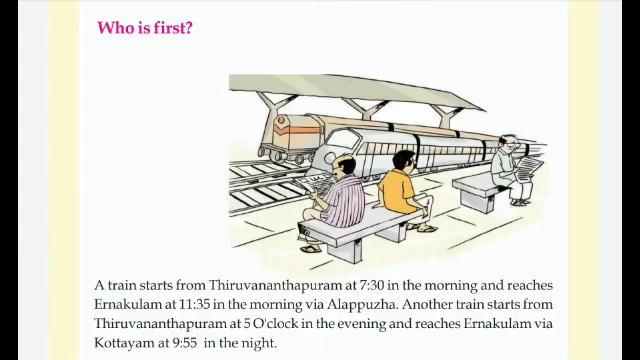 Who is first?
A train starts from Thiruvananthapuram at 7:30 in the morning and reaches
Ernakulam at 11:35 in the morning via Alappuzha. Another train starts from
Thiruvananthapuram at 5 O'clock in the evening and reaches Ernakulam via
Kottayam at 9:55 in the night.